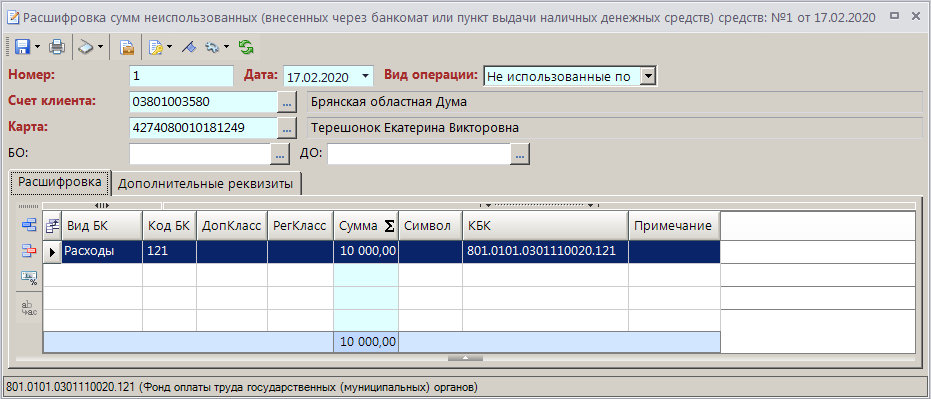 Расшифровка сумм неиспользованных (внесенных через банкомат или пункт выдачи наличных денежных средств) средств: №1 от 17.02.2020
Номер: 1 Дата: 17.02.2020 Вид операции: Не использованные по
Счет клиента: 03801003580 ... Брянская областная Дума
Карта: 4274080010181249 ... Терешонок Екатерина Викторовна
БО: ... ДО: ...
Расшифровка Дополнительные реквизиты
Вид БК Код БК ДопКласс РегКласс Сумма Σ Символ КБК Примечание
Расходы 121 10 000,00 801.0101.0301110020.121
10 000,00
801.0101.0301110020.121 (Фонд оплаты труда государственных (муниципальных) органов)